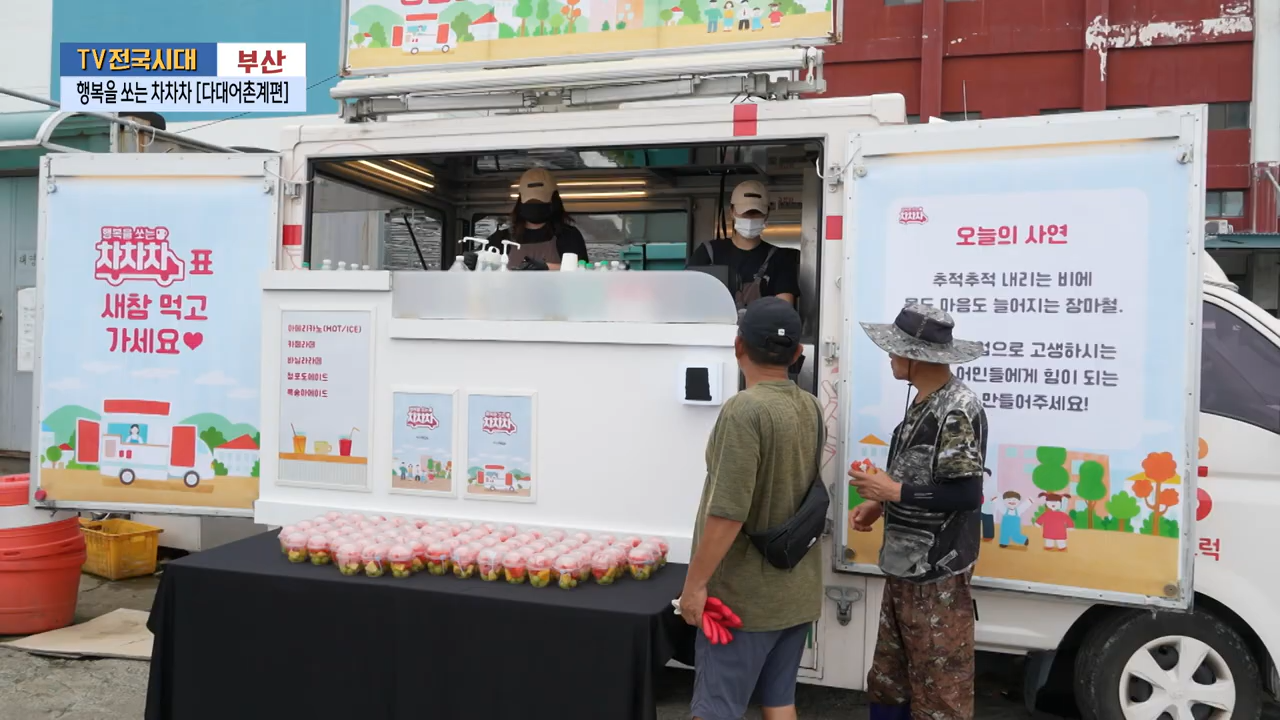 TV전국시대 부산
행복을 쏘는 차차차 [다대어촌계편]
행복을 쏘는
차차차 표
새참 먹고
가세요♥
아메리카노(HOT/ICE)
카페라떼
바닐라라떼
청포도에이드
복숭아에이드
차차차
차차차
차차차
오늘의 사연
추적추적 내리는 비에
마음도 늘어지는 장마철.
고생하시는
어민들에게 힘이 되는
만들어주세요!
럭